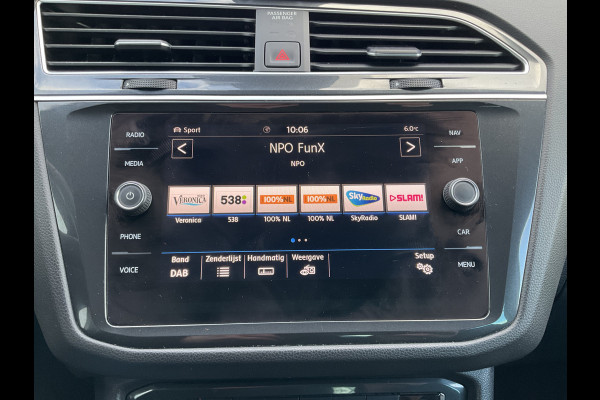 PASSENGER
AIR BAG
RADIO
MEDIA
PHONE
VOICE
Sport
10:06
6.0°C
NPO FunX
NPO
VERONICA
538
100%NL
100%NL
Sky Radio
SLAM!
Veronica
538
100% NL
100% NL
SkyRadio
SLAM!
Band
DAB
Zenderlijst
Handmatig
Weergave
Setup
NAV
APP
CAR
MENU